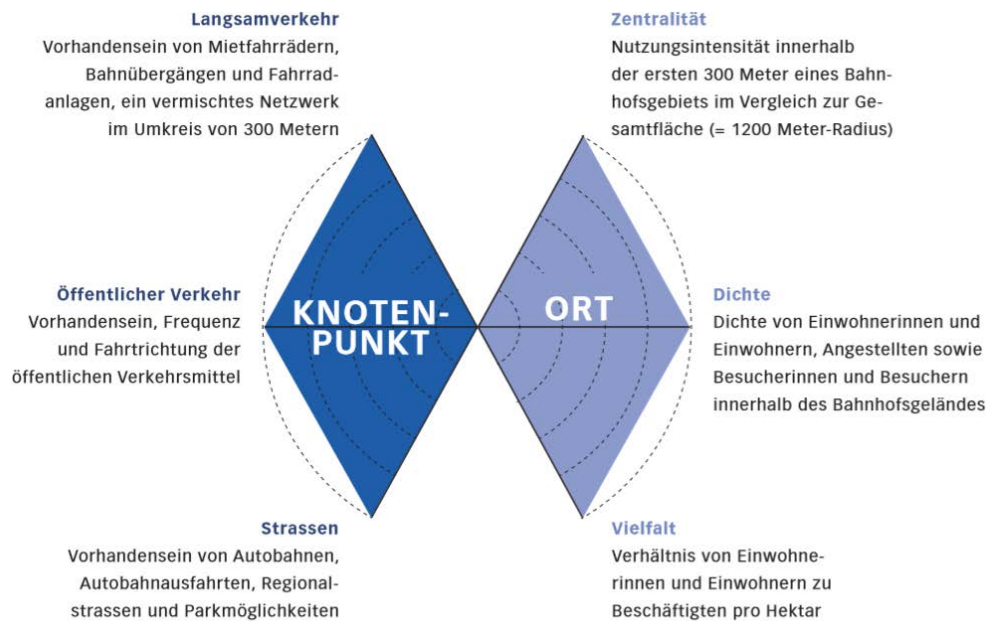 Langsamverkehr
Vorhandensein von Mietfahrrädern,
Bahnübergängen und Fahrrad-
anlagen, ein vermischtes Netzwerk
im Umkreis von 300 Metern
Zentralität
Nutzungsintensität innerhalb
der ersten 300 Meter eines Bahn-
hofsgebiets im Vergleich zur Ge-
samtfläche (= 1200 Meter-Radius)
Öffentlicher Verkehr
Vorhandensein, Frequenz
und Fahrtrichtung der
öffentlichen Verkehrsmittel
KNOTEN-
PUNKT
ORT
Dichte
Dichte von Einwohnerinnen und
Einwohnern, Angestellten sowie
Besucherinnen und Besuchern
innerhalb des Bahnhofsgeländes
Strassen
Vorhandensein von Autobahnen,
Autobahnausfahrten, Regional-
strassen und Parkmöglichkeiten
Vielfalt
Verhältnis von Einwohne-
rinnen und Einwohnern zu
Beschäftigten pro Hektar